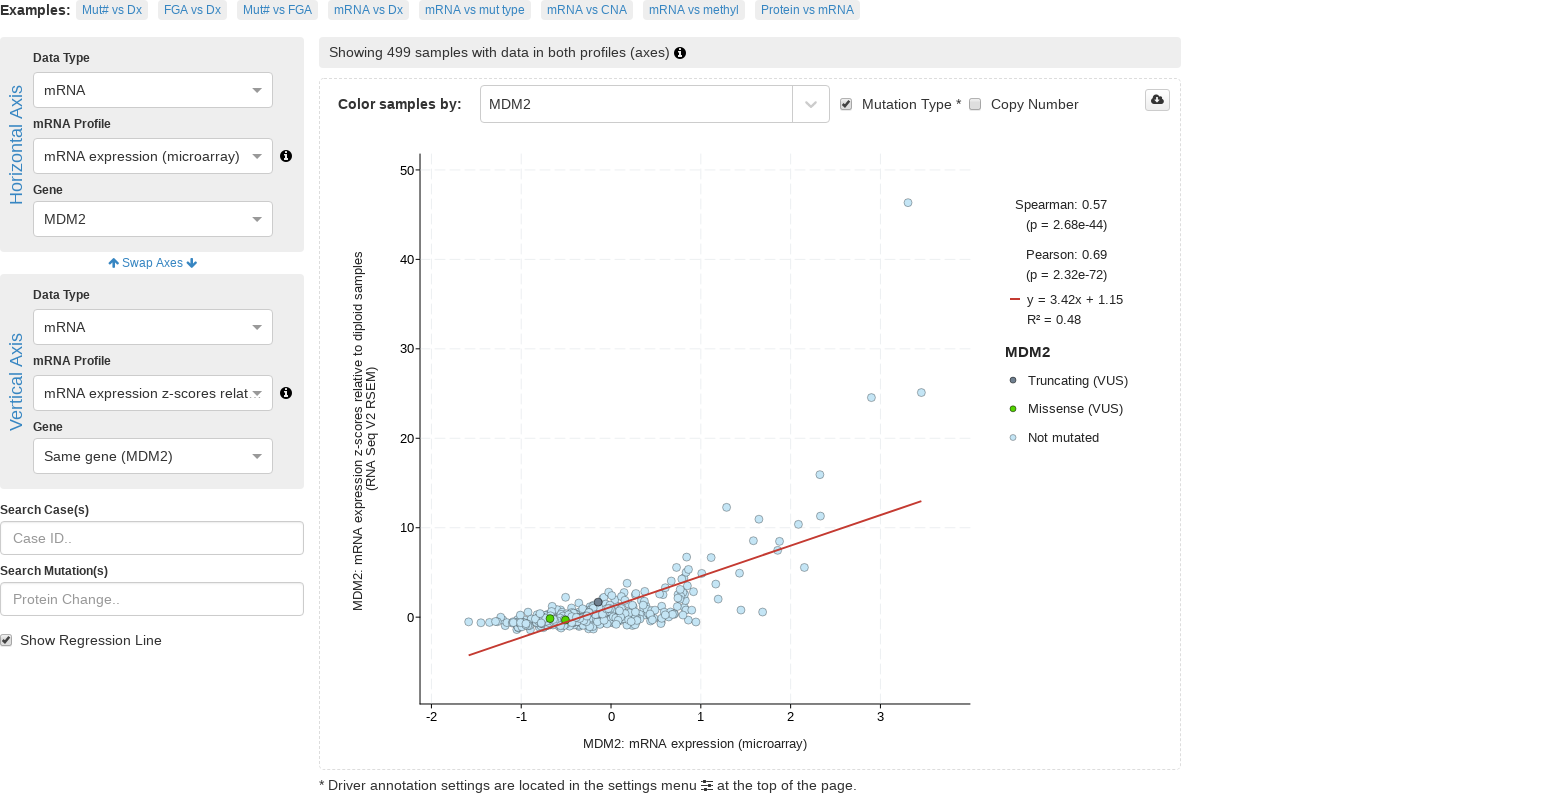 Examples: Mut# vs Dx FGA vs Dx Mut# vs FGA mRNA vs Dx mRNA vs mut type mRNA vs CNA mRNA vs methyl Protein vs mRNA
Horizontal Axis
Data Type
mRNA
mRNA Profile
mRNA expression (microarray)
Gene
MDM2
Swap Axes
Vertical Axis
Data Type
mRNA
mRNA Profile
mRNA expression z-scores relat...
Gene
Same gene (MDM2)
Search Case(s)
Case ID..
Search Mutation(s)
Protein Change..
Show Regression Line
Showing 499 samples with data in both profiles (axes)
Color samples by: MDM2 Mutation Type * Copy Number
MDM2: mRNA expression z-scores relative to diploid samples
(RNA Seq V2 RSEM)
50
40
30
20
10
0
-2 -1 0 1 2 3
MDM2: mRNA expression (microarray)
Spearman: 0.57
(p = 2.68e-44)
Pearson: 0.69
(p = 2.32e-72)
y = 3.42x + 1.15
R² = 0.48
MDM2
Truncating (VUS)
Missense (VUS)
Not mutated
* Driver annotation settings are located in the settings menu at the top of the page.